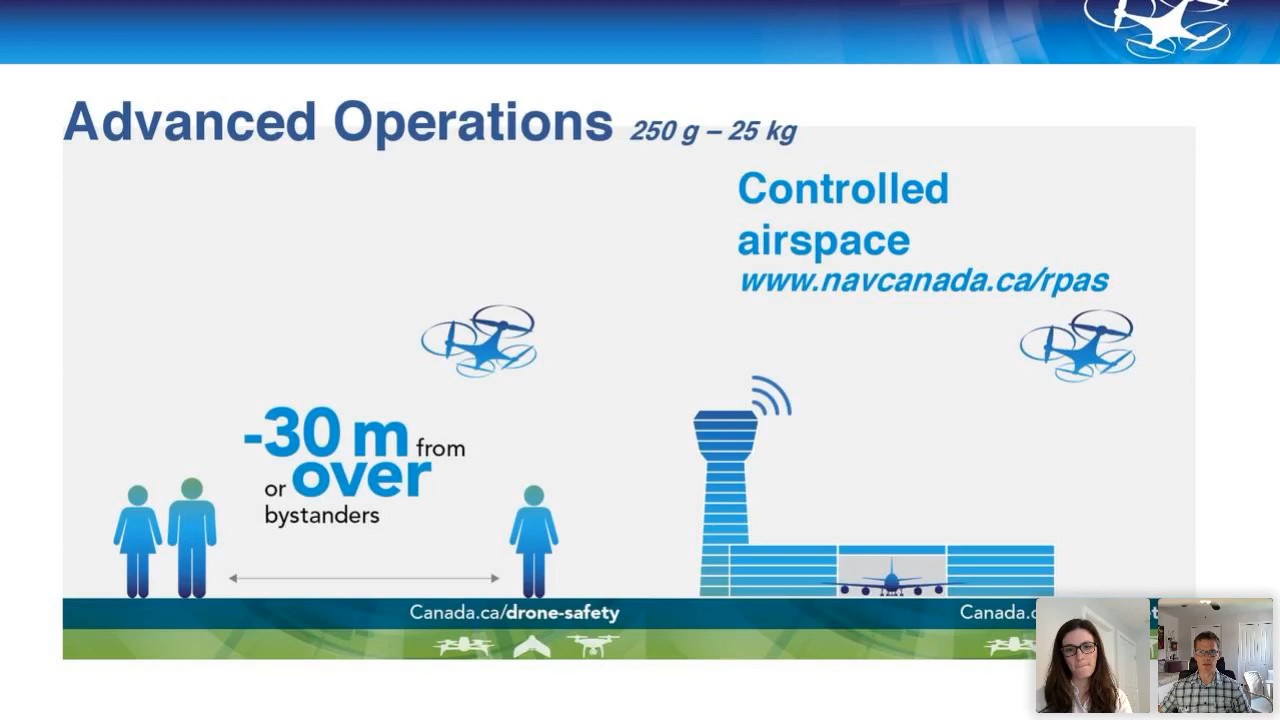 Advanced Operations 250 g – 25 kg
Controlled
airspace
www.navcanada.ca/rpas
-30 m from
or over
bystanders
Canada.ca/drone-safety